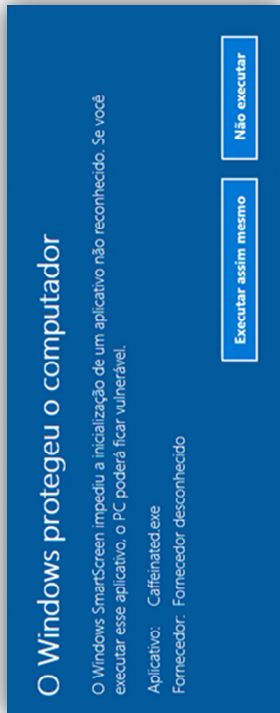 O Windows protegeu o computador
O Windows SmartScreen impediu a inicialização de um aplicativo não reconhecido. Se você
executar esse aplicativo, o PC poderá ficar vulnerável.
Aplicativo: Caffeinated.exe
Fornecedor: Fornecedor desconhecido
Executar assim mesmo
Não executar